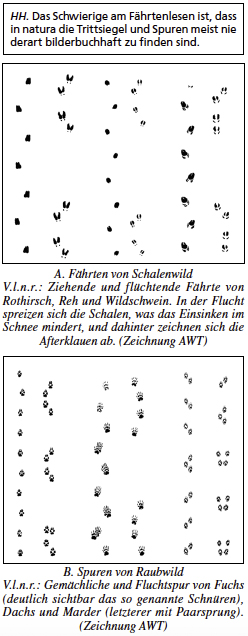 HH. Das Schwierige am Fährtenlesen ist, dass
in natura die Trittsiegel und Spuren meist nie
derart bilderbuchhaft zu finden sind.
A. Fährten von Schalenwild
V.l.n.r.: Ziehende und flüchtende Fährte von
Rothirsch, Reh und Wildschwein. In der Flucht
spreizen sich die Schalen, was das Einsinken im
Schnee mindert, und dahinter zeichnen sich die
Afterklauen ab. (Zeichnung AWT)
B. Spuren von Raubwild
V.l.n.r.: Gemächliche und Fluchtspur von Fuchs
(deutlich sichtbar das so genannte Schnüren),
Dachs und Marder (letzterer mit Paarsprung).
(Zeichnung AWT)